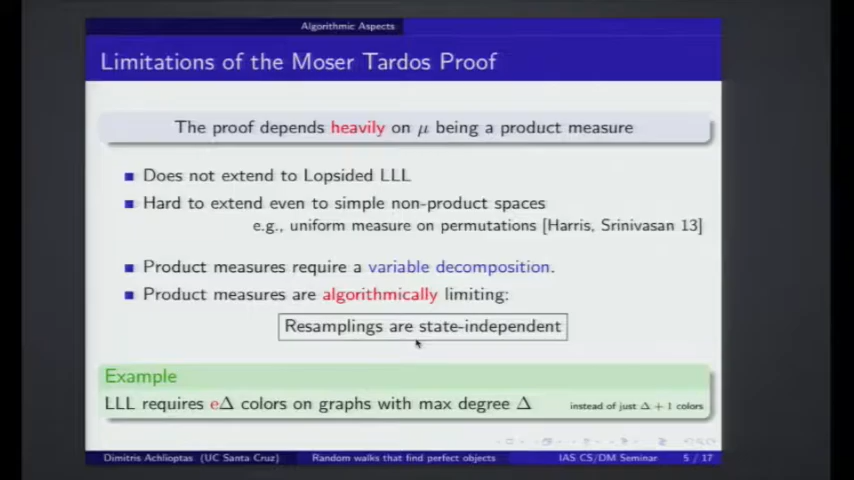 Algorithmic Aspects
Limitations of the Moser Tardos Proof
The proof depends heavily on μ being a product measure
Does not extend to Lopsided LLL
Hard to extend even to simple non-product spaces
e.g., uniform measure on permutations [Harris, Srinivasan 13]
Product measures require a variable decomposition.
Product measures are algorithmically limiting:
Resamplings are state-independent
Example
LLL requires eΔ colors on graphs with max degree Δ instead of just Δ + 1 colors
Dimitris Achlioptas (UC Santa Cruz) Random walks that find perfect objects IAS CS/DM Seminar 5 / 17